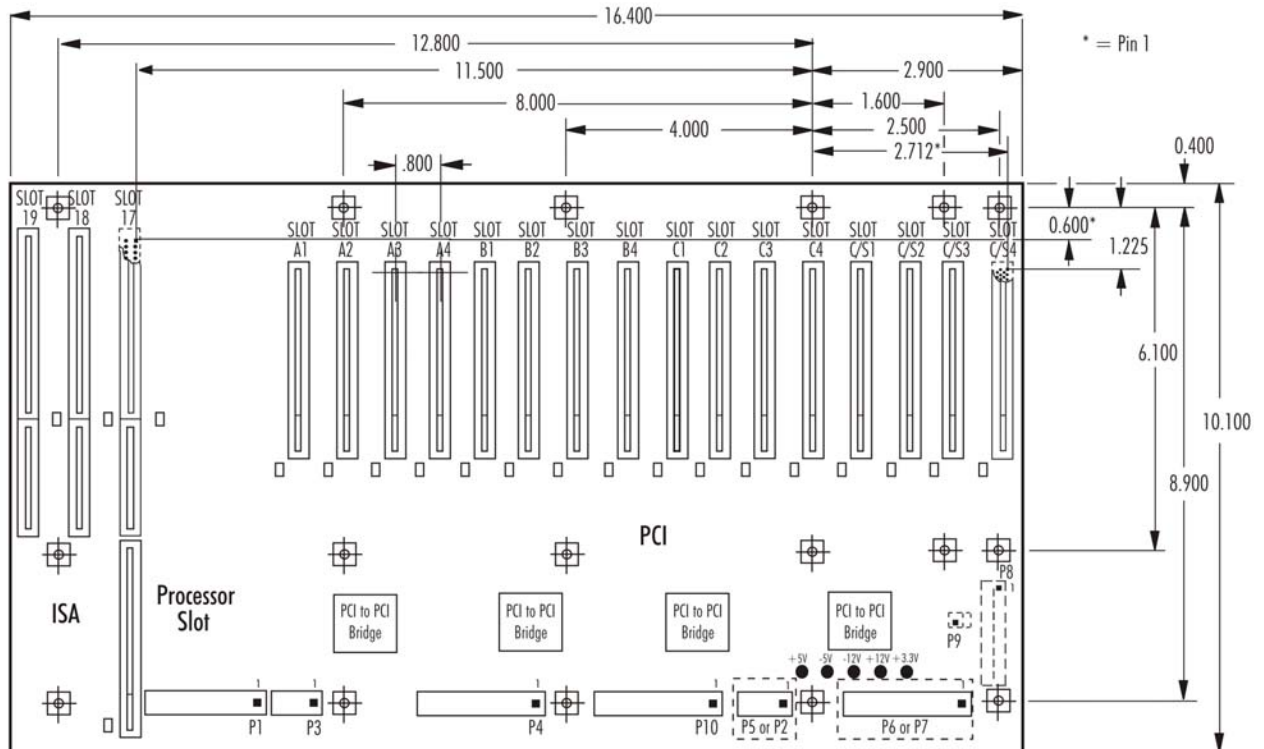 16.400
12.800
* = Pin 1
11.500
2.900
8.000
1.600
4.000
2.500
2.712*
0.400
.800
SLOT 19
SLOT 18
SLOT 17
SLOT A1
SLOT A2
SLOT A3
SLOT A4
SLOT B1
SLOT B2
SLOT B3
SLOT B4
SLOT C1
SLOT C2
SLOT C3
SLOT C4
SLOT C/S1
SLOT C/S2
SLOT C/S3
SLOT C/S4
0.600*
1.225
6.100
10.100
8.900
PCI
ISA
Processor
Slot
PCI to PCI
Bridge
PCI to PCI
Bridge
PCI to PCI
Bridge
PCI to PCI
Bridge
P8
1
P9
+5V -5V -12V +12V +3.3V
1
1
1
1
1
1
P1
P3
P4
P10
P5 or P2
P6 or P7